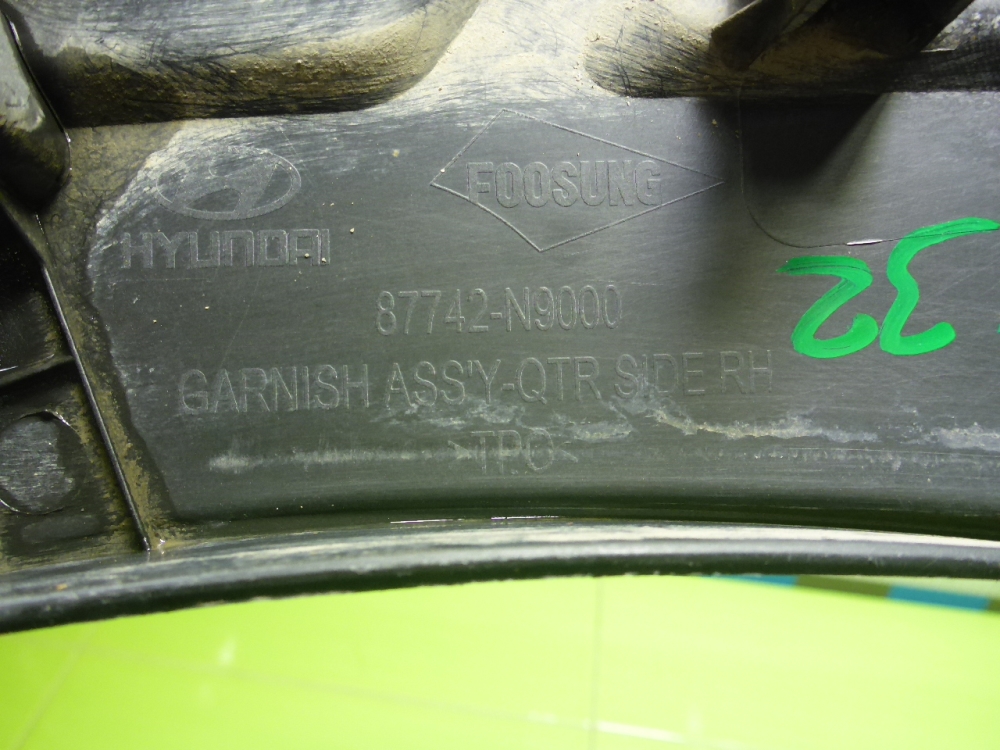 FOOSUNG
HYUNDAI
87742-N9000
GARNISH ASS'Y-QTR SIDE RH
>TPO<
32